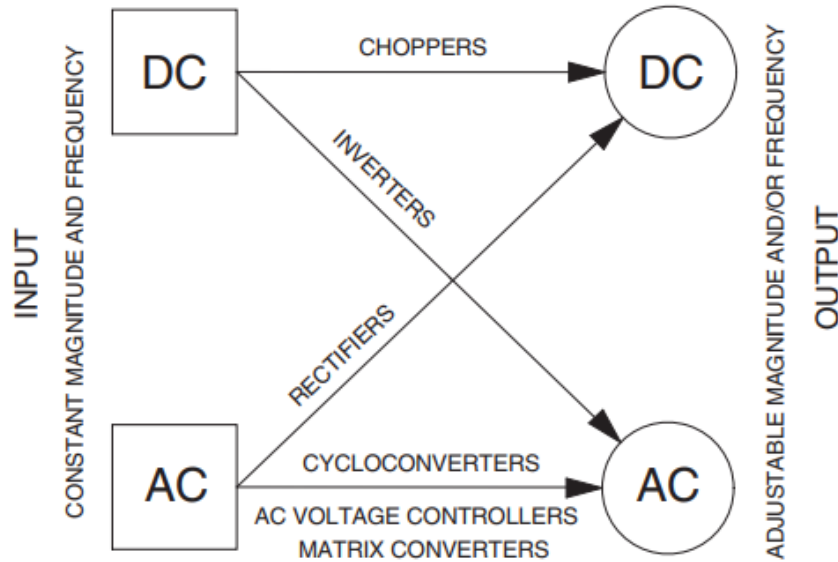 INPUT
CONSTANT MAGNITUDE AND FREQUENCY
DC
CHOPPERS
DC
INVERTERS
RECTIFIERS
AC
CYCLOCONVERTERS
AC VOLTAGE CONTROLLERS
MATRIX CONVERTERS
AC
ADJUSTABLE MAGNITUDE AND/OR FREQUENCY
OUTPUT